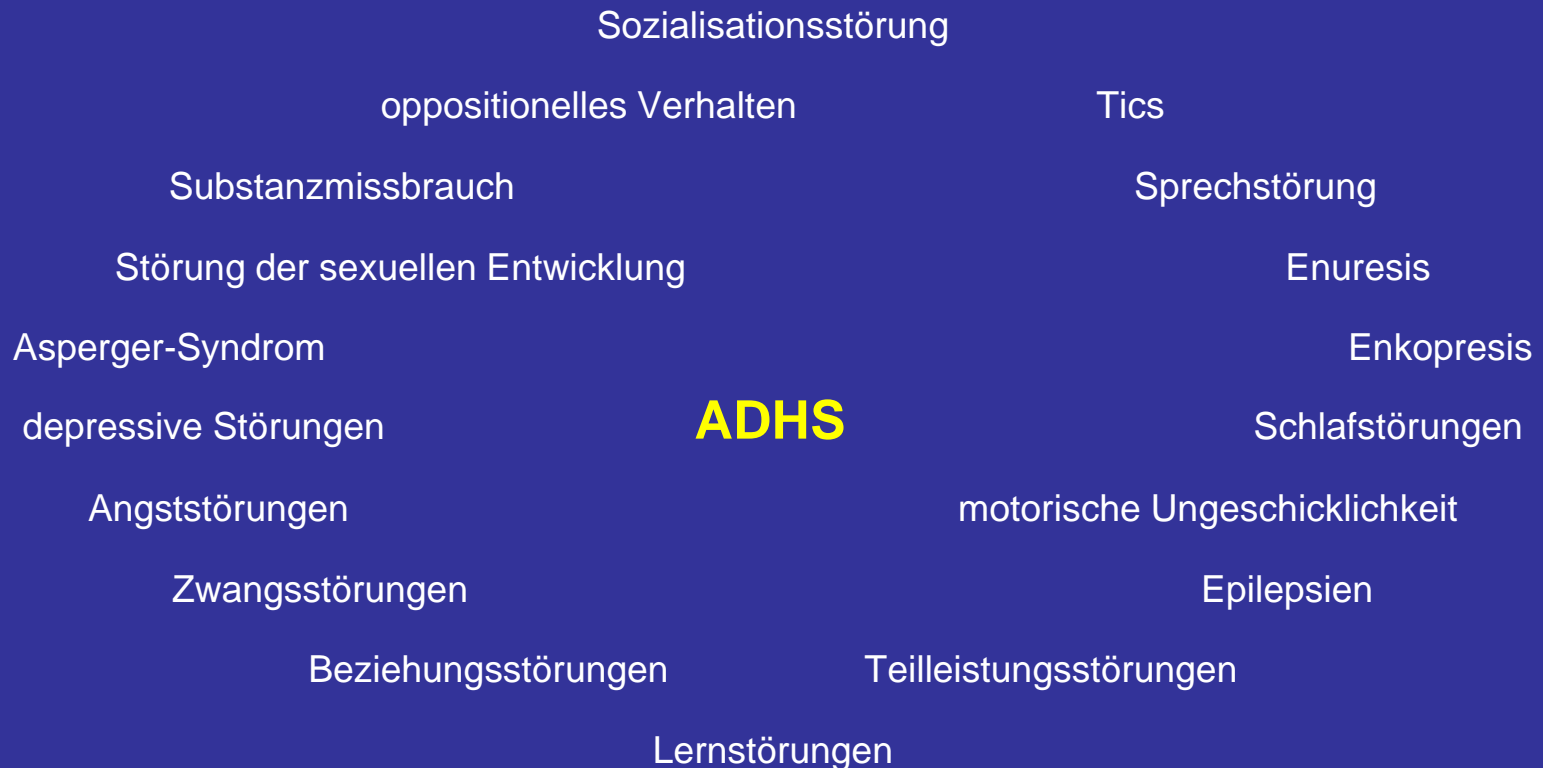 Sozialisationsstörung
oppositionelles Verhalten Tics
Substanzmissbrauch Sprechstörung
Störung der sexuellen Entwicklung Enuresis
Asperger-Syndrom Enkopresis
depressive Störungen ADHS Schlafstörungen
Angststörungen motorische Ungeschicklichkeit
Zwangsstörungen Epilepsien
Beziehungsstörungen Teilleistungsstörungen
Lernstörungen